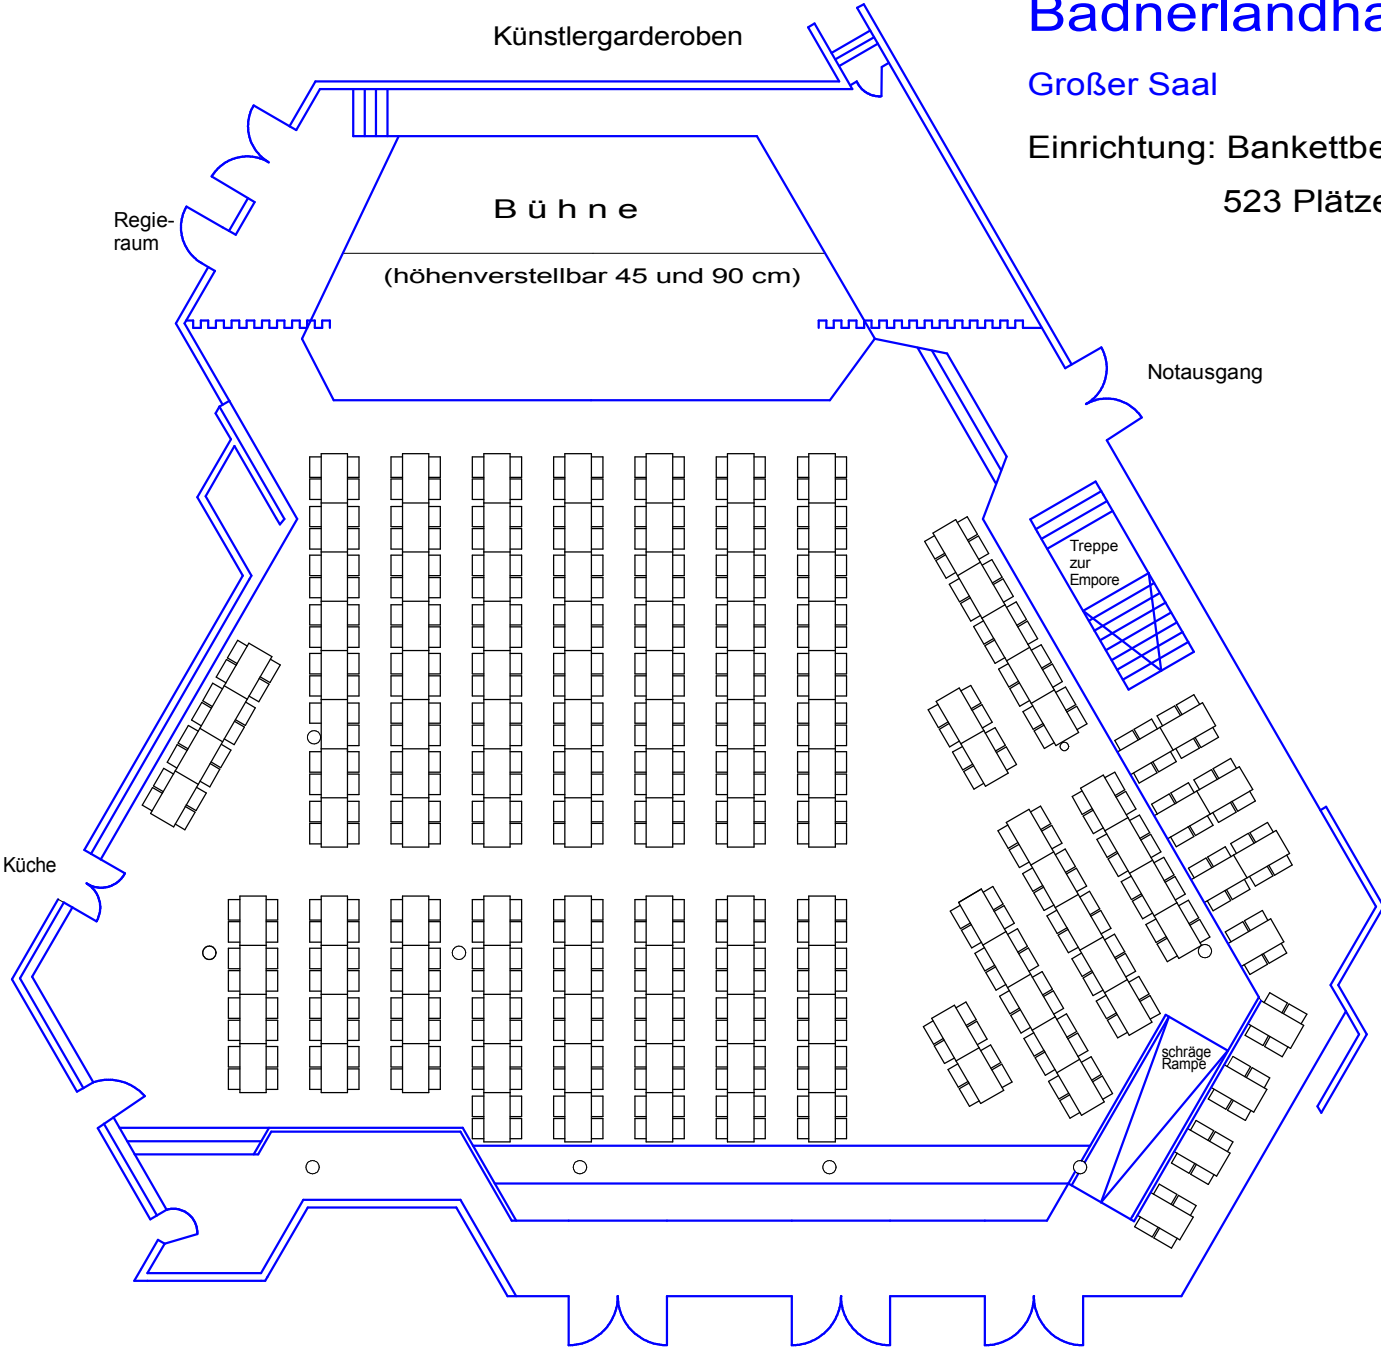 Künstlergarderoben
Badnerlandha
Großer Saal
Einrichtung: Bankettbe
523 Plätze
Bühne
(höhenverstellbar 45 und 90 cm)
Regie-
raum
Notausgang
Treppe
zur
Empore
Küche
schräge
Rampe